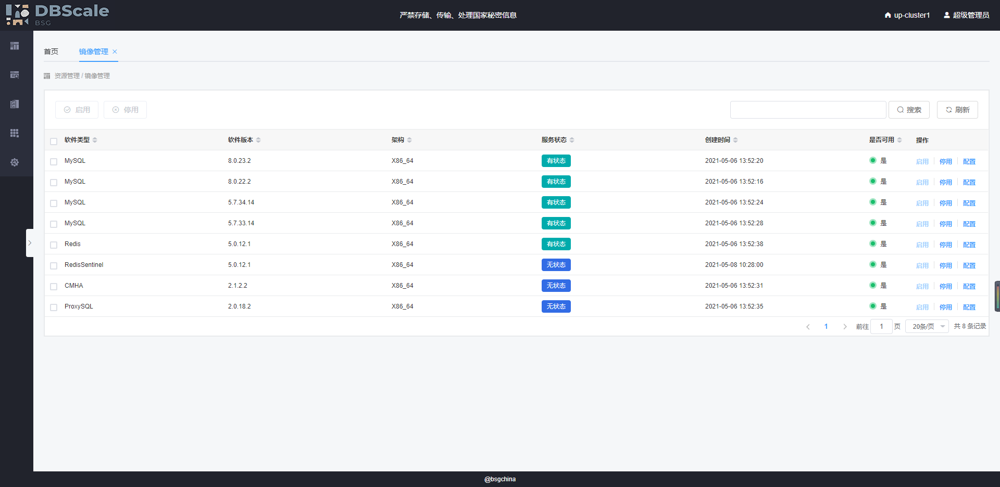 DBScale
BSG
严禁存储、传输、处理国家秘密信息
up-cluster1 超级管理员
首页 镜像管理
资源管理 / 镜像管理
启用 停用 搜索 刷新
软件类型 软件版本 架构 服务状态 创建时间 是否可用 操作
MySQL 8.0.23.2 X86_64 有状态 2021-05-06 13:52:20 是 启用 停用 配置
MySQL 8.0.22.2 X86_64 有状态 2021-05-06 13:52:16 是 启用 停用 配置
MySQL 5.7.34.14 X86_64 有状态 2021-05-06 13:52:24 是 启用 停用 配置
MySQL 5.7.33.14 X86_64 有状态 2021-05-06 13:52:28 是 启用 停用 配置
Redis 5.0.12.1 X86_64 有状态 2021-05-06 13:52:38 是 启用 停用 配置
RedisSentinel 5.0.12.1 X86_64 无状态 2021-05-08 10:28:00 是 启用 停用 配置
CMHA 2.1.2.2 X86_64 无状态 2021-05-06 13:52:31 是 启用 停用 配置
ProxySQL 2.0.18.2 X86_64 无状态 2021-05-06 13:52:35 是 启用 停用 配置
1 前往 1 页 20条/页 共 8 条记录
@bsgchina